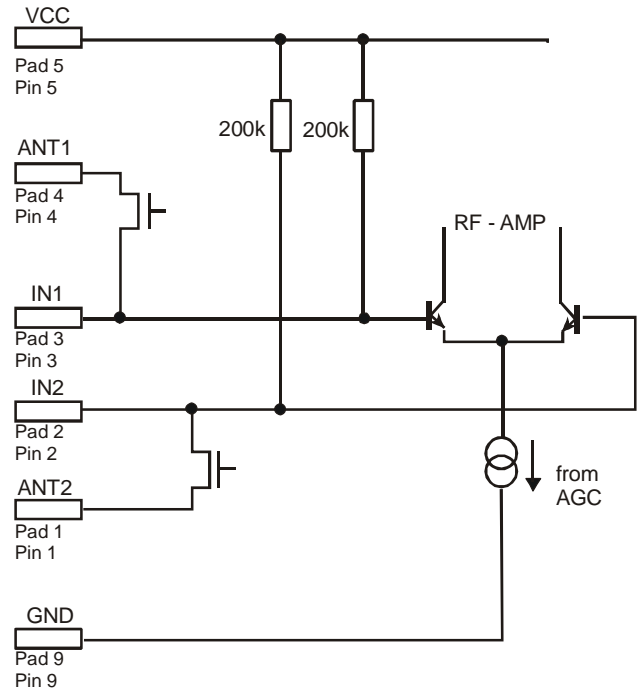 VCC
Pad 5
Pin 5
200k 200k
ANT1
Pad 4
Pin 4
RF - AMP
IN1
Pad 3
Pin 3
IN2
Pad 2
Pin 2
from
AGC
ANT2
Pad 1
Pin 1
GND
Pad 9
Pin 9